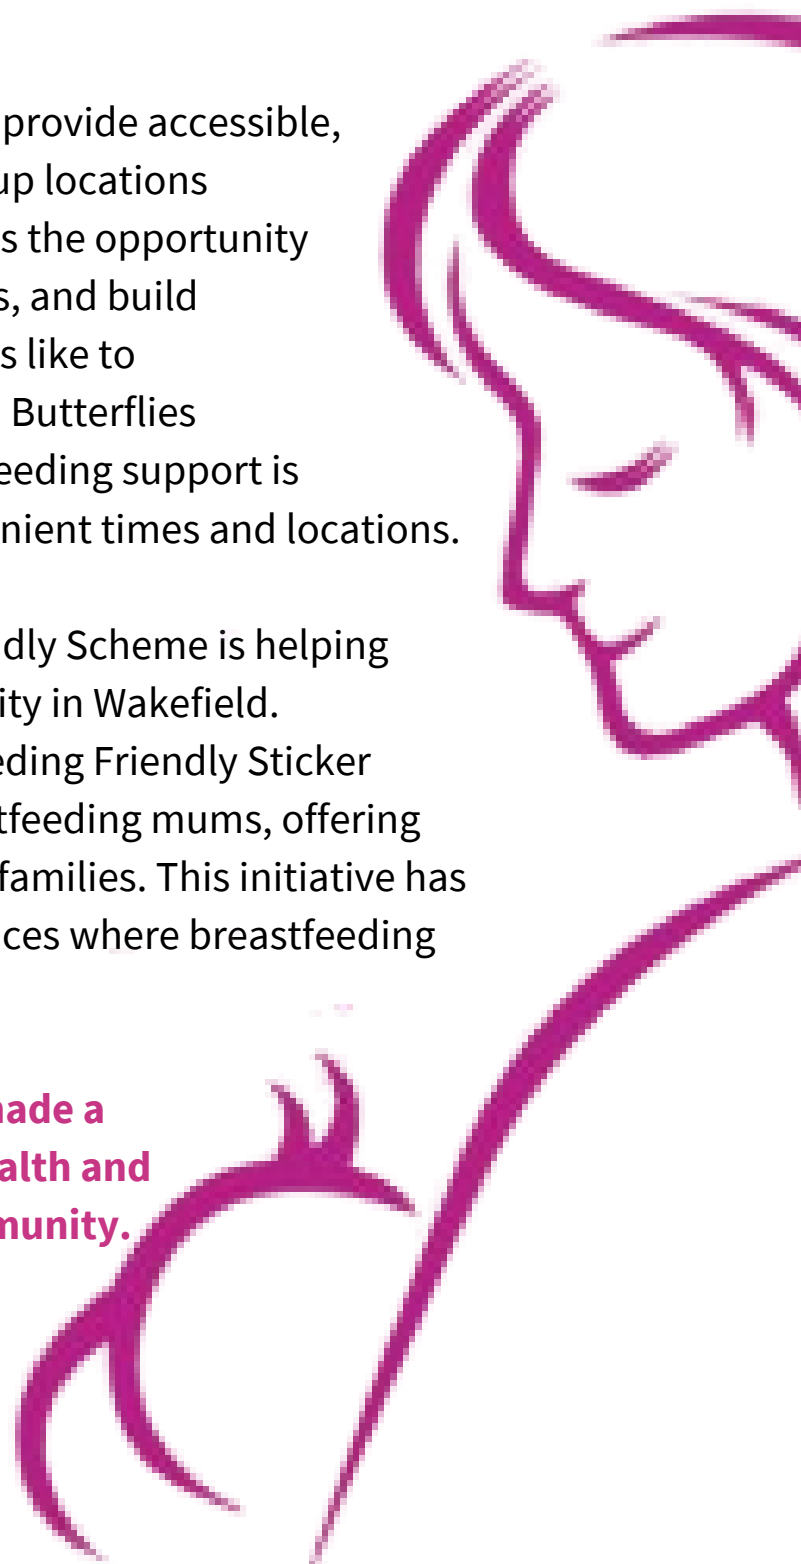 provide accessible,
up locations
s the opportunity
s, and build
s like to
Butterflies
eeding support is
nient times and locations.
dly Scheme is helping
ity in Wakefield.
eding Friendly Sticker
tfeeding mums, offering
families. This initiative has
ces where breastfeeding
nade a
alth and
munity.